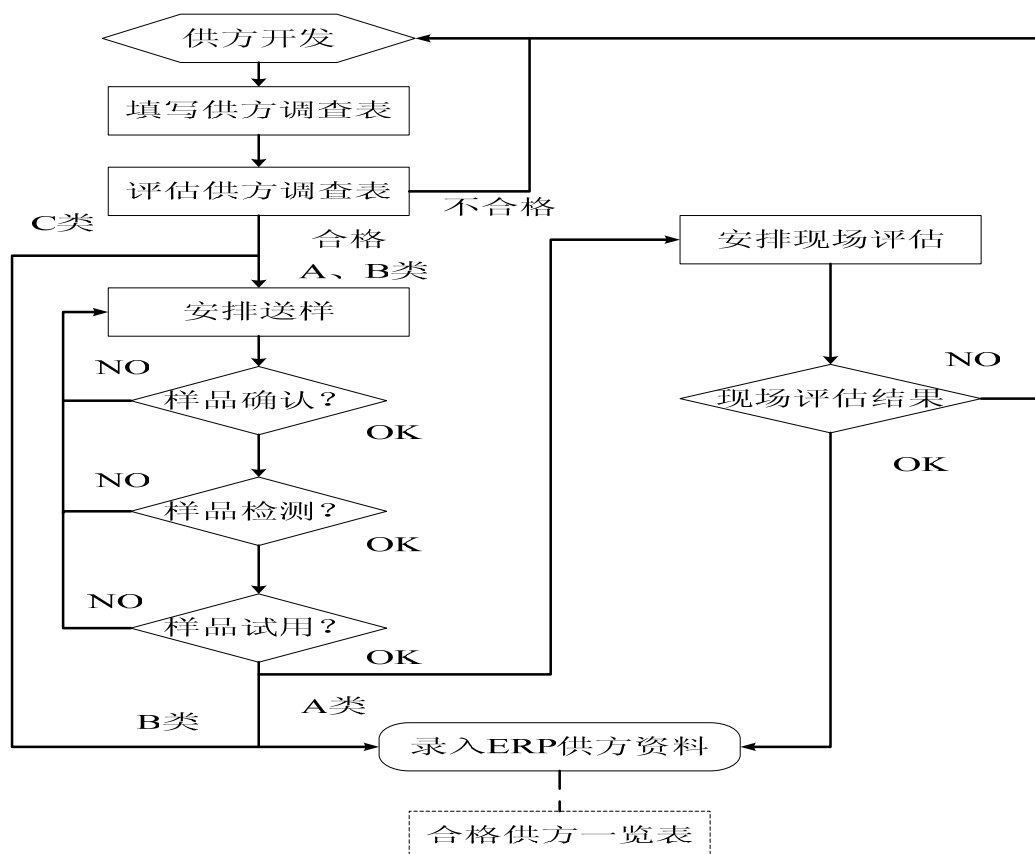 供方开发
填写供方调查表
评估供方调查表
不合格
C类
合格
A、B类
安排现场评估
安排送样
NO
样品确认？
OK
NO
现场评估结果
OK
NO
样品检测？
OK
NO
样品试用？
OK
A类
B类
录入ERP供方资料
合格供方一览表